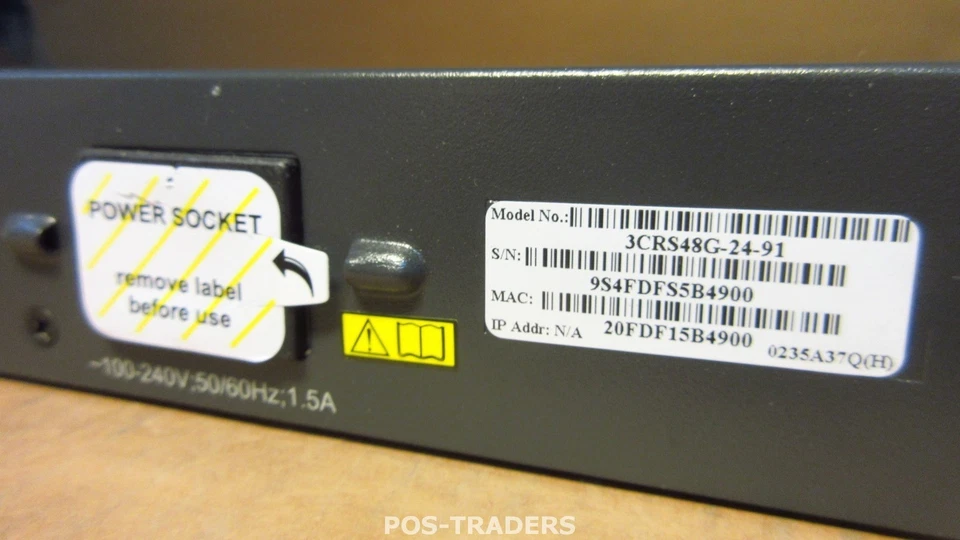 POWER SOCKET
remove label
before use
~100-240V;50/60Hz;1.5A
Model No.:
3CRS48G-24-91
S/N:
9S4FDFS5B4900
MAC:
20FDF15B4900
IP Addr: N/A
0235A37Q(H)
POS-TRADERS